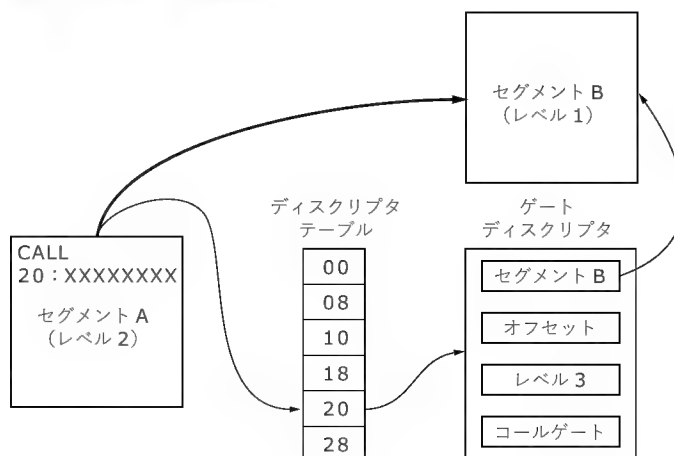 セグメント B
（レベル 1）
ディスクリプタ
テーブル
ゲート
ディスクリプタ
CALL
20：XXXXXXXX
セグメント A
（レベル 2）
00
08
10
18
20
28
セグメント B
オフセット
レベル 3
コールゲート